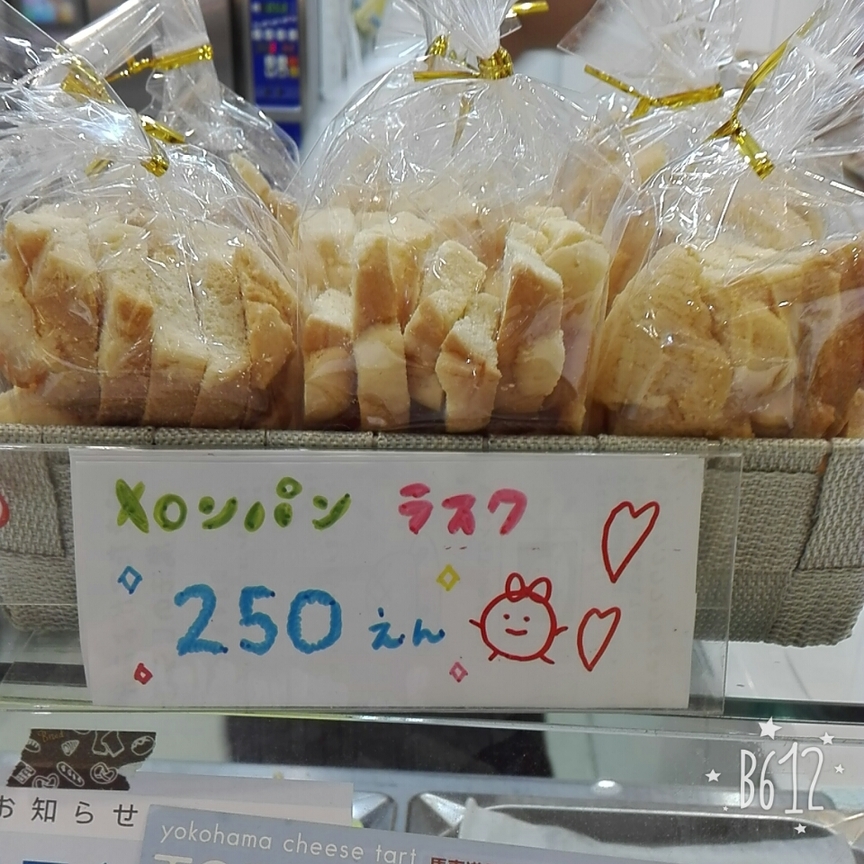 メロンパン ラスク
250 えん
お知らせ
yokohama cheese tart
B612